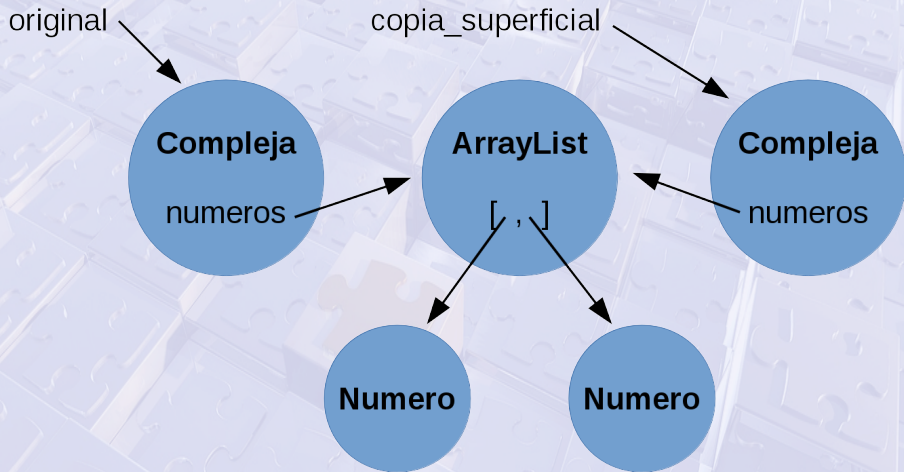 original
copia_superficial
Compleja
numeros
ArrayList
[ , ]
Compleja
numeros
Numero
Numero